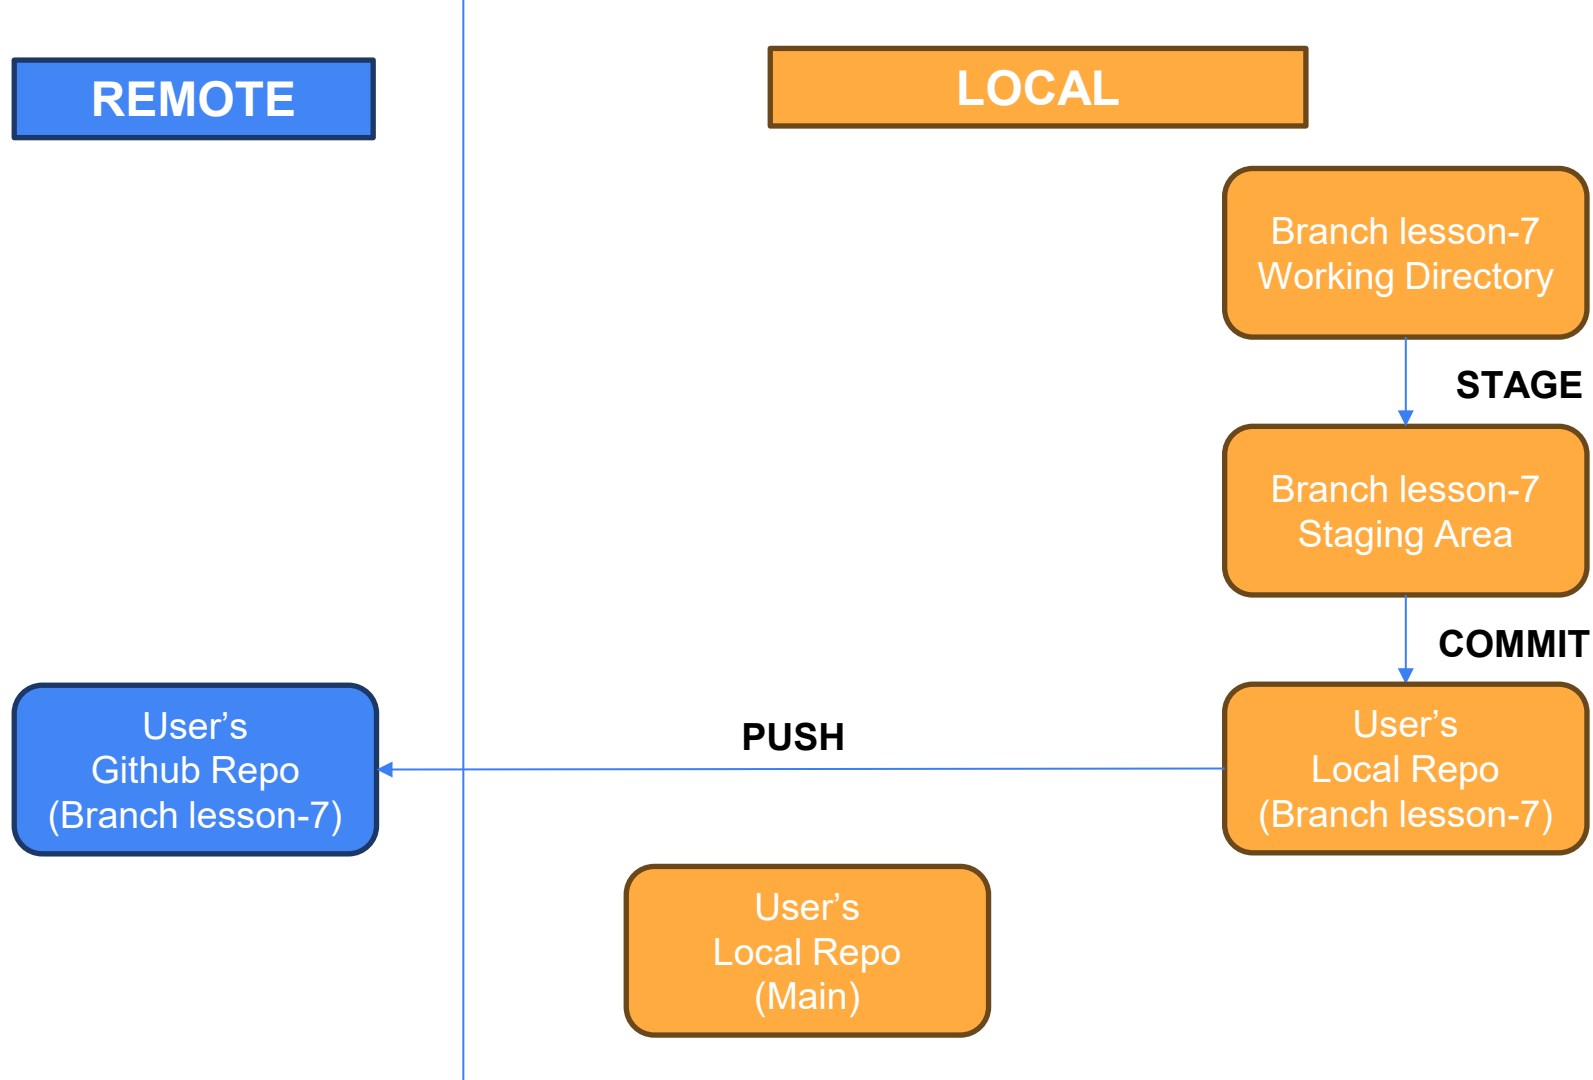 REMOTE
LOCAL
Branch lesson-7
Working Directory
STAGE
Branch lesson-7
Staging Area
COMMIT
User’s
Github Repo
(Branch lesson-7)
PUSH
User’s
Local Repo
(Branch lesson-7)
User’s
Local Repo
(Main)